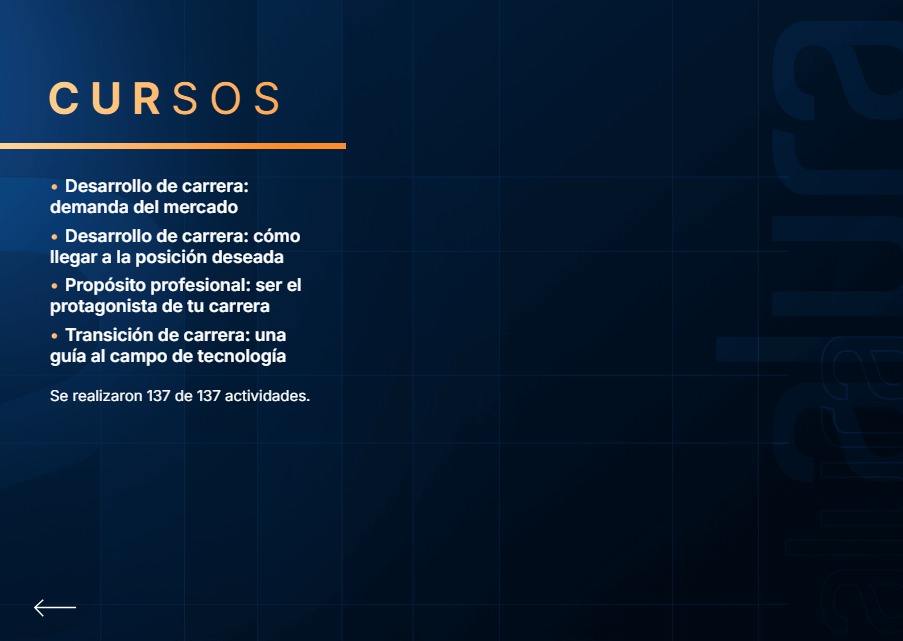 CURSOS
• Desarrollo de carrera:
demanda del mercado
• Desarrollo de carrera: cómo
llegar a la posición deseada
• Propósito profesional: ser el
protagonista de tu carrera
• Transición de carrera: una
guía al campo de tecnología
Se realizaron 137 de 137 actividades.
alura
alura